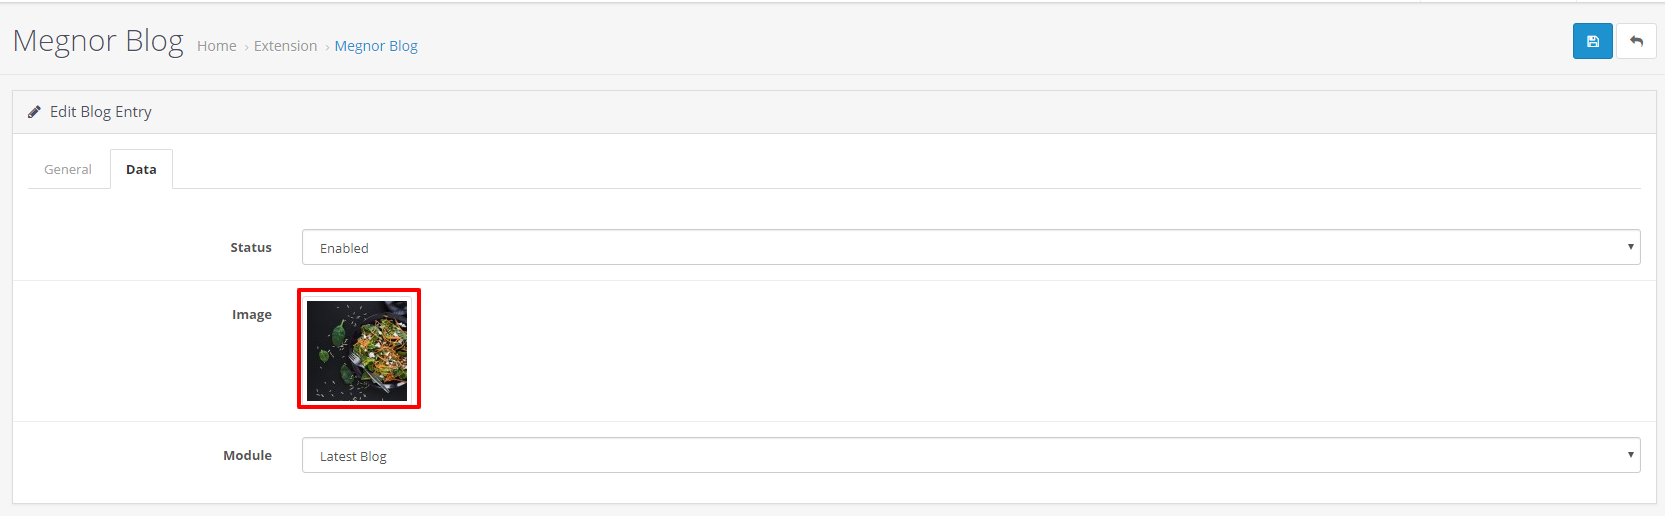 Megnor Blog Home › Extension › Megnor Blog
Edit Blog Entry
General Data
Status Enabled
Image
Module Latest Blog